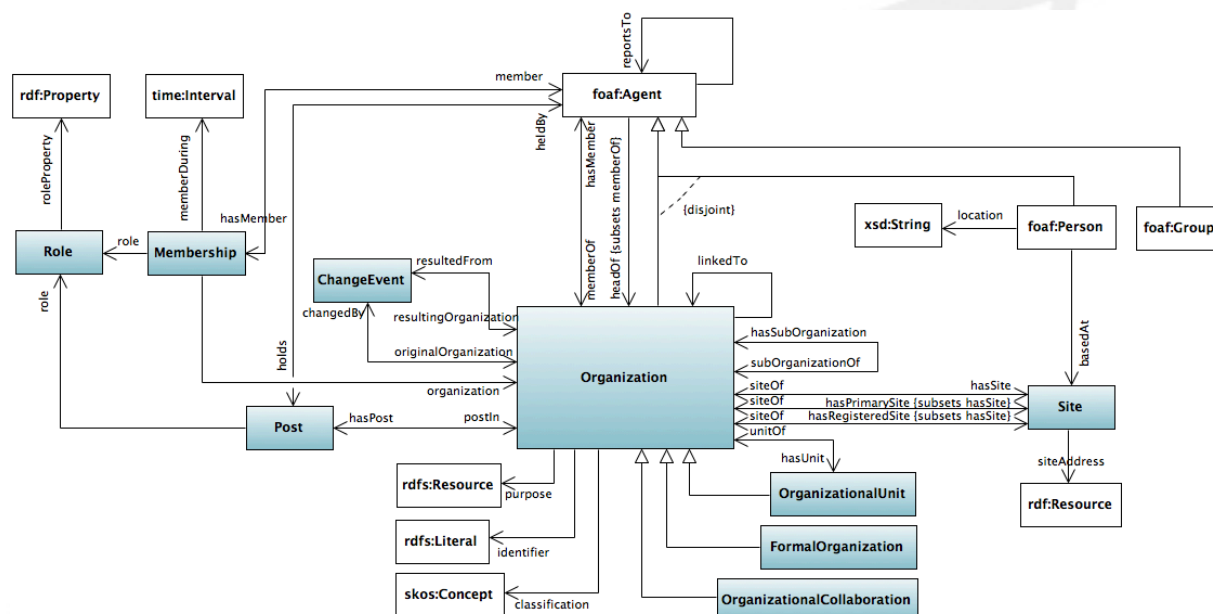 reportsTo
member
foaf:Agent
rdf:Property
time:Interval
heldBy
hasMember
headOf {subsets memberOf}
memberOf
roleProperty
memberDuring
{disjoint}
hasMember
xsd:String
location
foaf:Person
foaf:Group
Role
role
Membership
linkedTo
ChangeEvent
resultedFrom
changedBy
resultingOrganization
role
originalOrganization
hasSubOrganization
basedAt
holds
Organization
subOrganizationOf
organization
siteOf
hasSite
siteOf
hasPrimarySite {subsets hasSite}
Site
siteOf
hasRegisteredSite {subsets hasSite}
Post
hasPost
postIn
unitOf
hasUnit
siteAddress
rdfs:Resource
purpose
OrganizationalUnit
rdf:Resource
rdfs:Literal
identifier
FormalOrganization
skos:Concept
classification
OrganizationalCollaboration